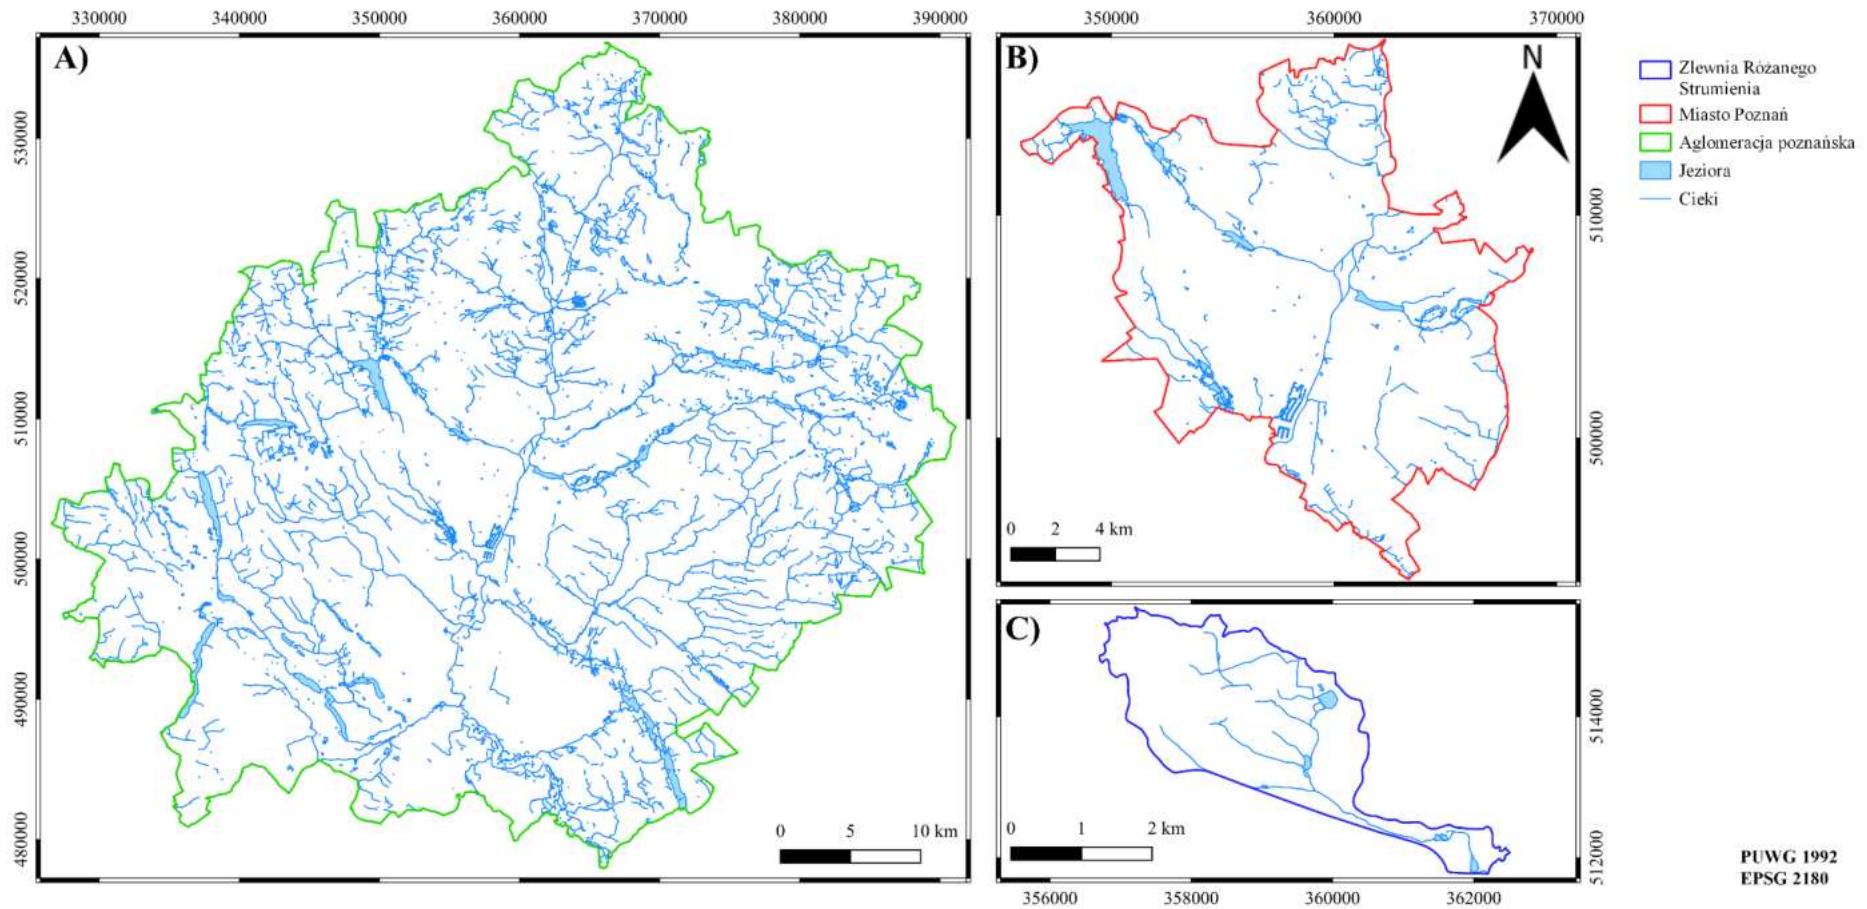 330000 340000 350000 360000 370000 380000 390000
A)
530000
520000
510000
500000
490000
480000
0 5 10 km
350000 360000 370000
B)
N
510000
500000
0 2 4 km
C)
514000
512000
0 1 2 km
356000 358000 360000 362000
Zlewnia Różanego
Strumienia
Miasto Poznań
Aglomeracja poznańska
Jeziora
Cieki
PUWG 1992
EPSG 2180